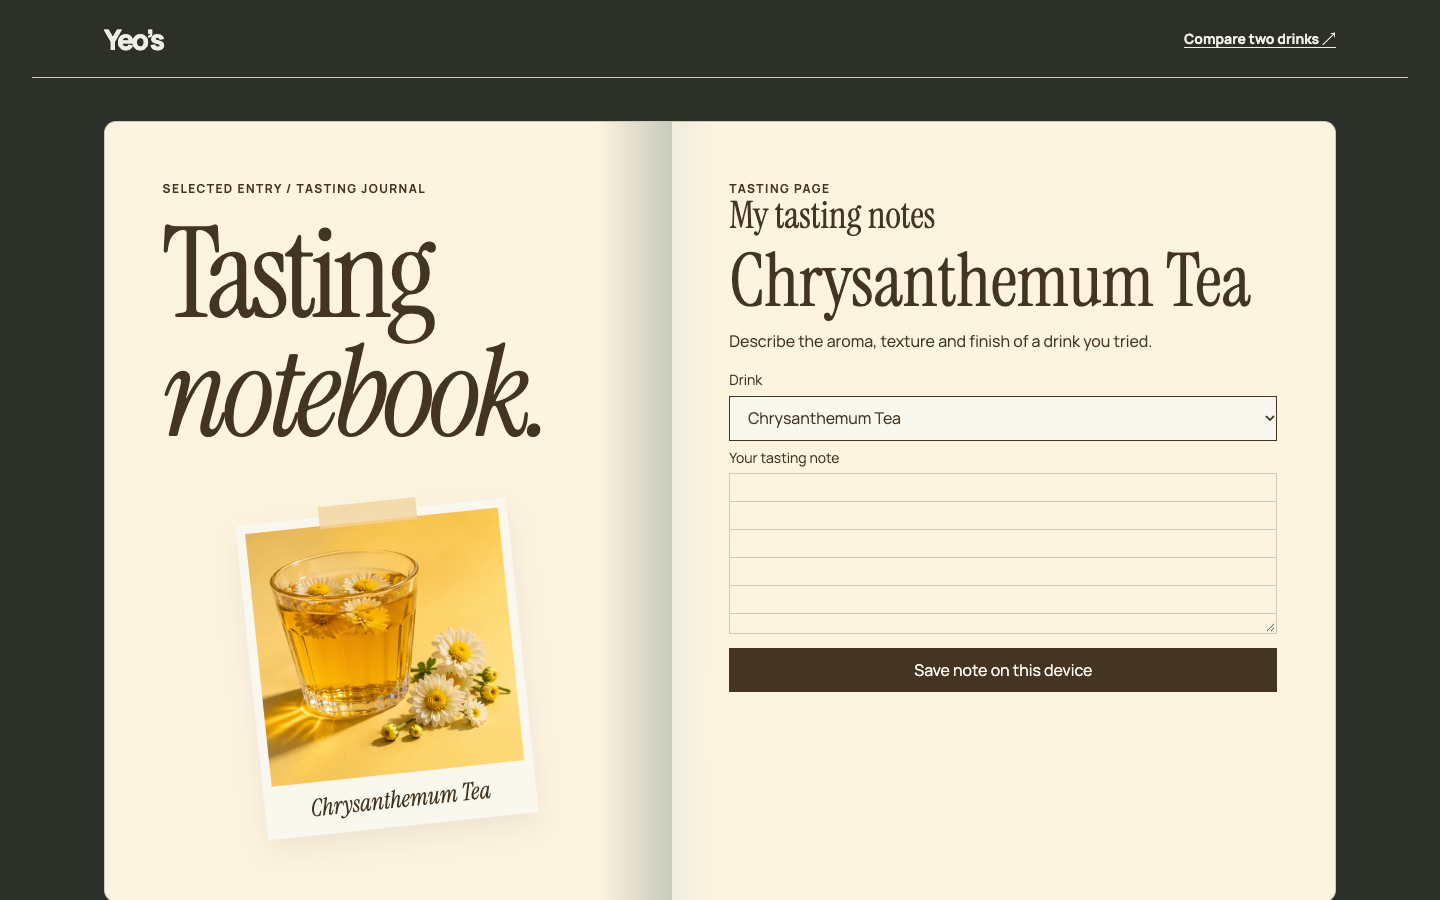 Yeo's
Compare two drinks ↗
SELECTED ENTRY / TASTING JOURNAL
Tasting
notebook.
Chrysanthemum Tea
TASTING PAGE
My tasting notes
Chrysanthemum Tea
Describe the aroma, texture and finish of a drink you tried.
Drink
Chrysanthemum Tea
Your tasting note
Save note on this device